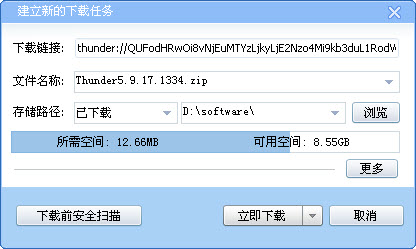 建立新的下载任务
下载链接: thunder://QUFodHRwOi8vNjEuMTYzLjkyLjE2Nzo4Mi9kb3duL1RodW
文件名称: Thunder5.9.17.1334.zip
存储路径: 已下载 D:\software\ 浏览
所需空间: 12.66MB 可用空间: 8.55GB
更多
下载前安全扫描 立即下载 取消